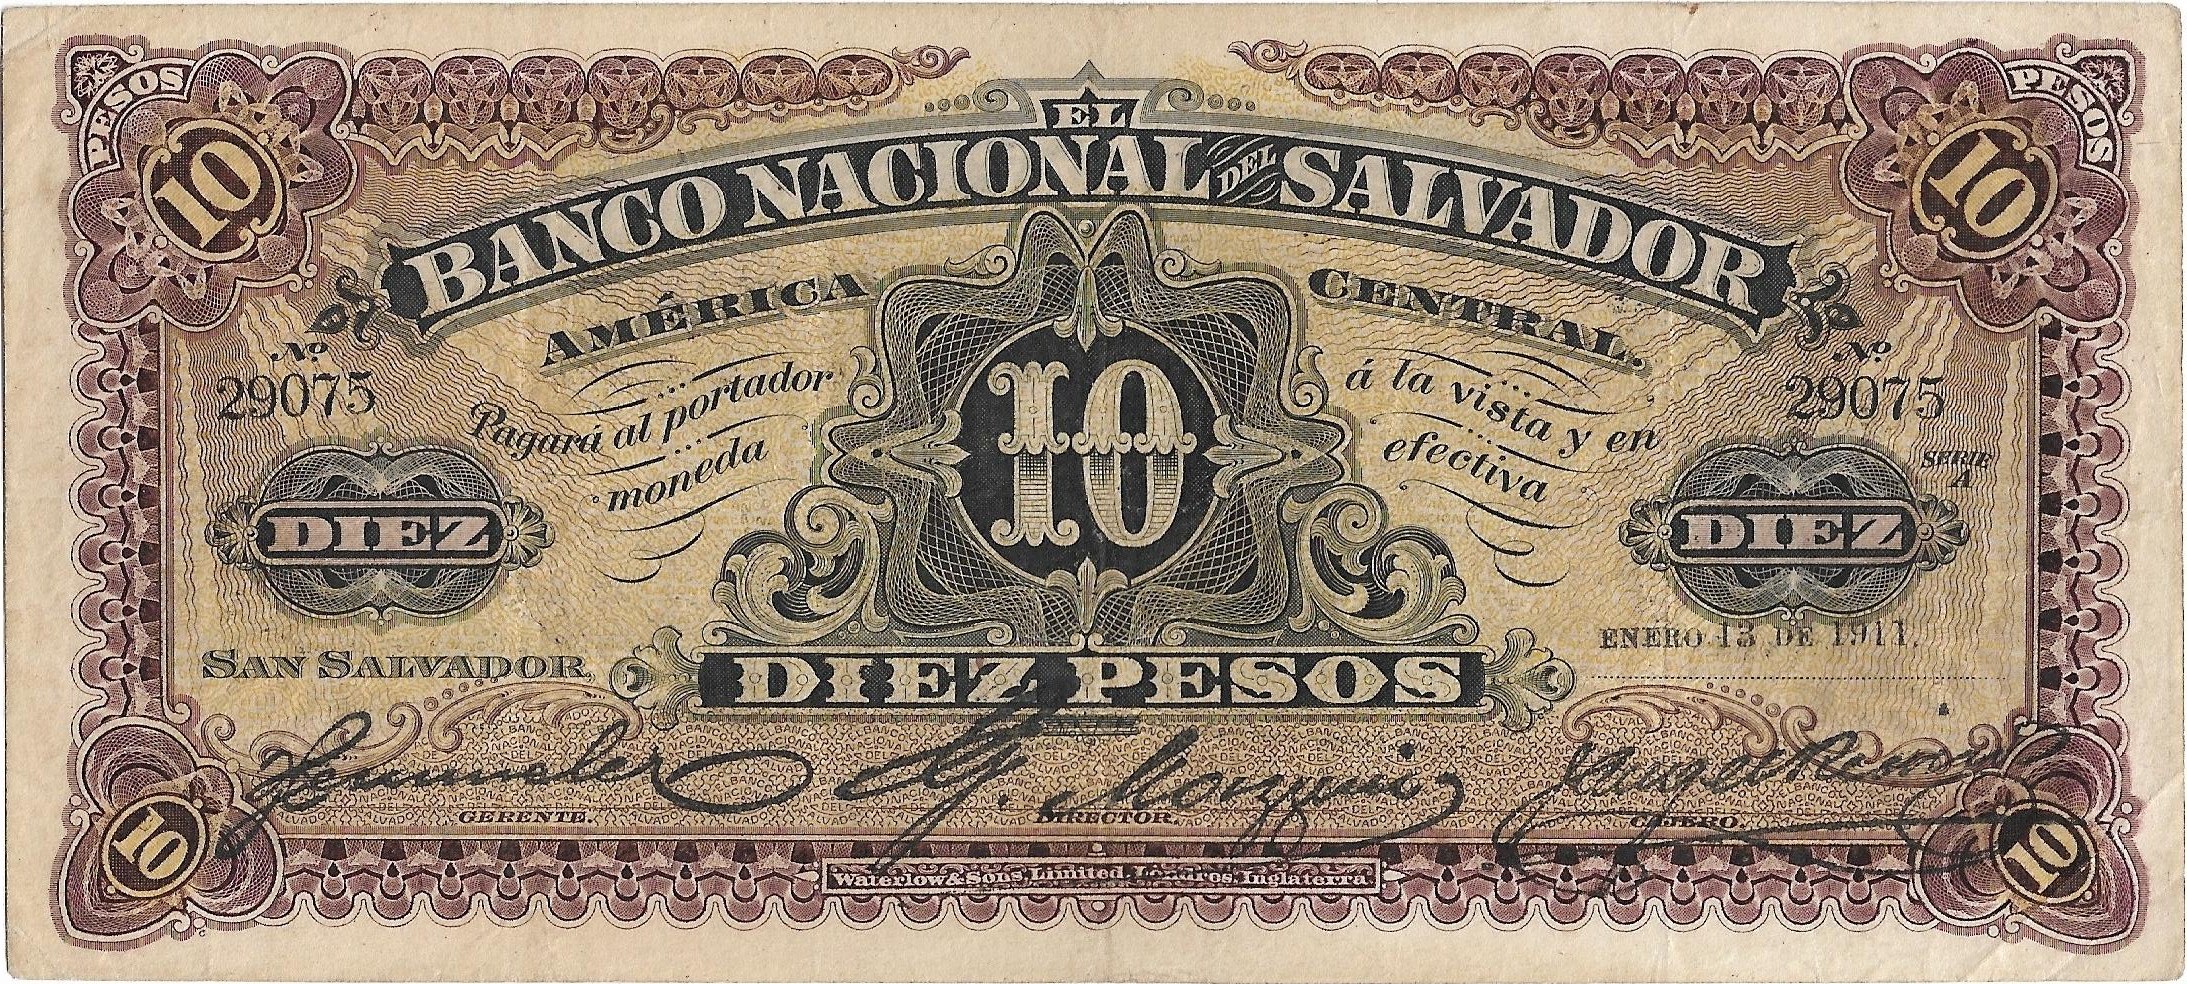 PESOS
10
PESOS
10
EL
BANCO NACIONAL DEL SALVADOR
AMÉRICA CENTRAL.
No.
29075
No.
29075
Pagará al portador á la vista y en
moneda efectiva
SERIE
A
10
DIEZ
DIEZ
ENERO 13 DE 1911.
SAN SALVADOR,
DIEZ PESOS
GERENTE.
DIRECTOR.
CAJERO.
10
10
Waterlow & Sons, Limited, Londres, Inglaterra